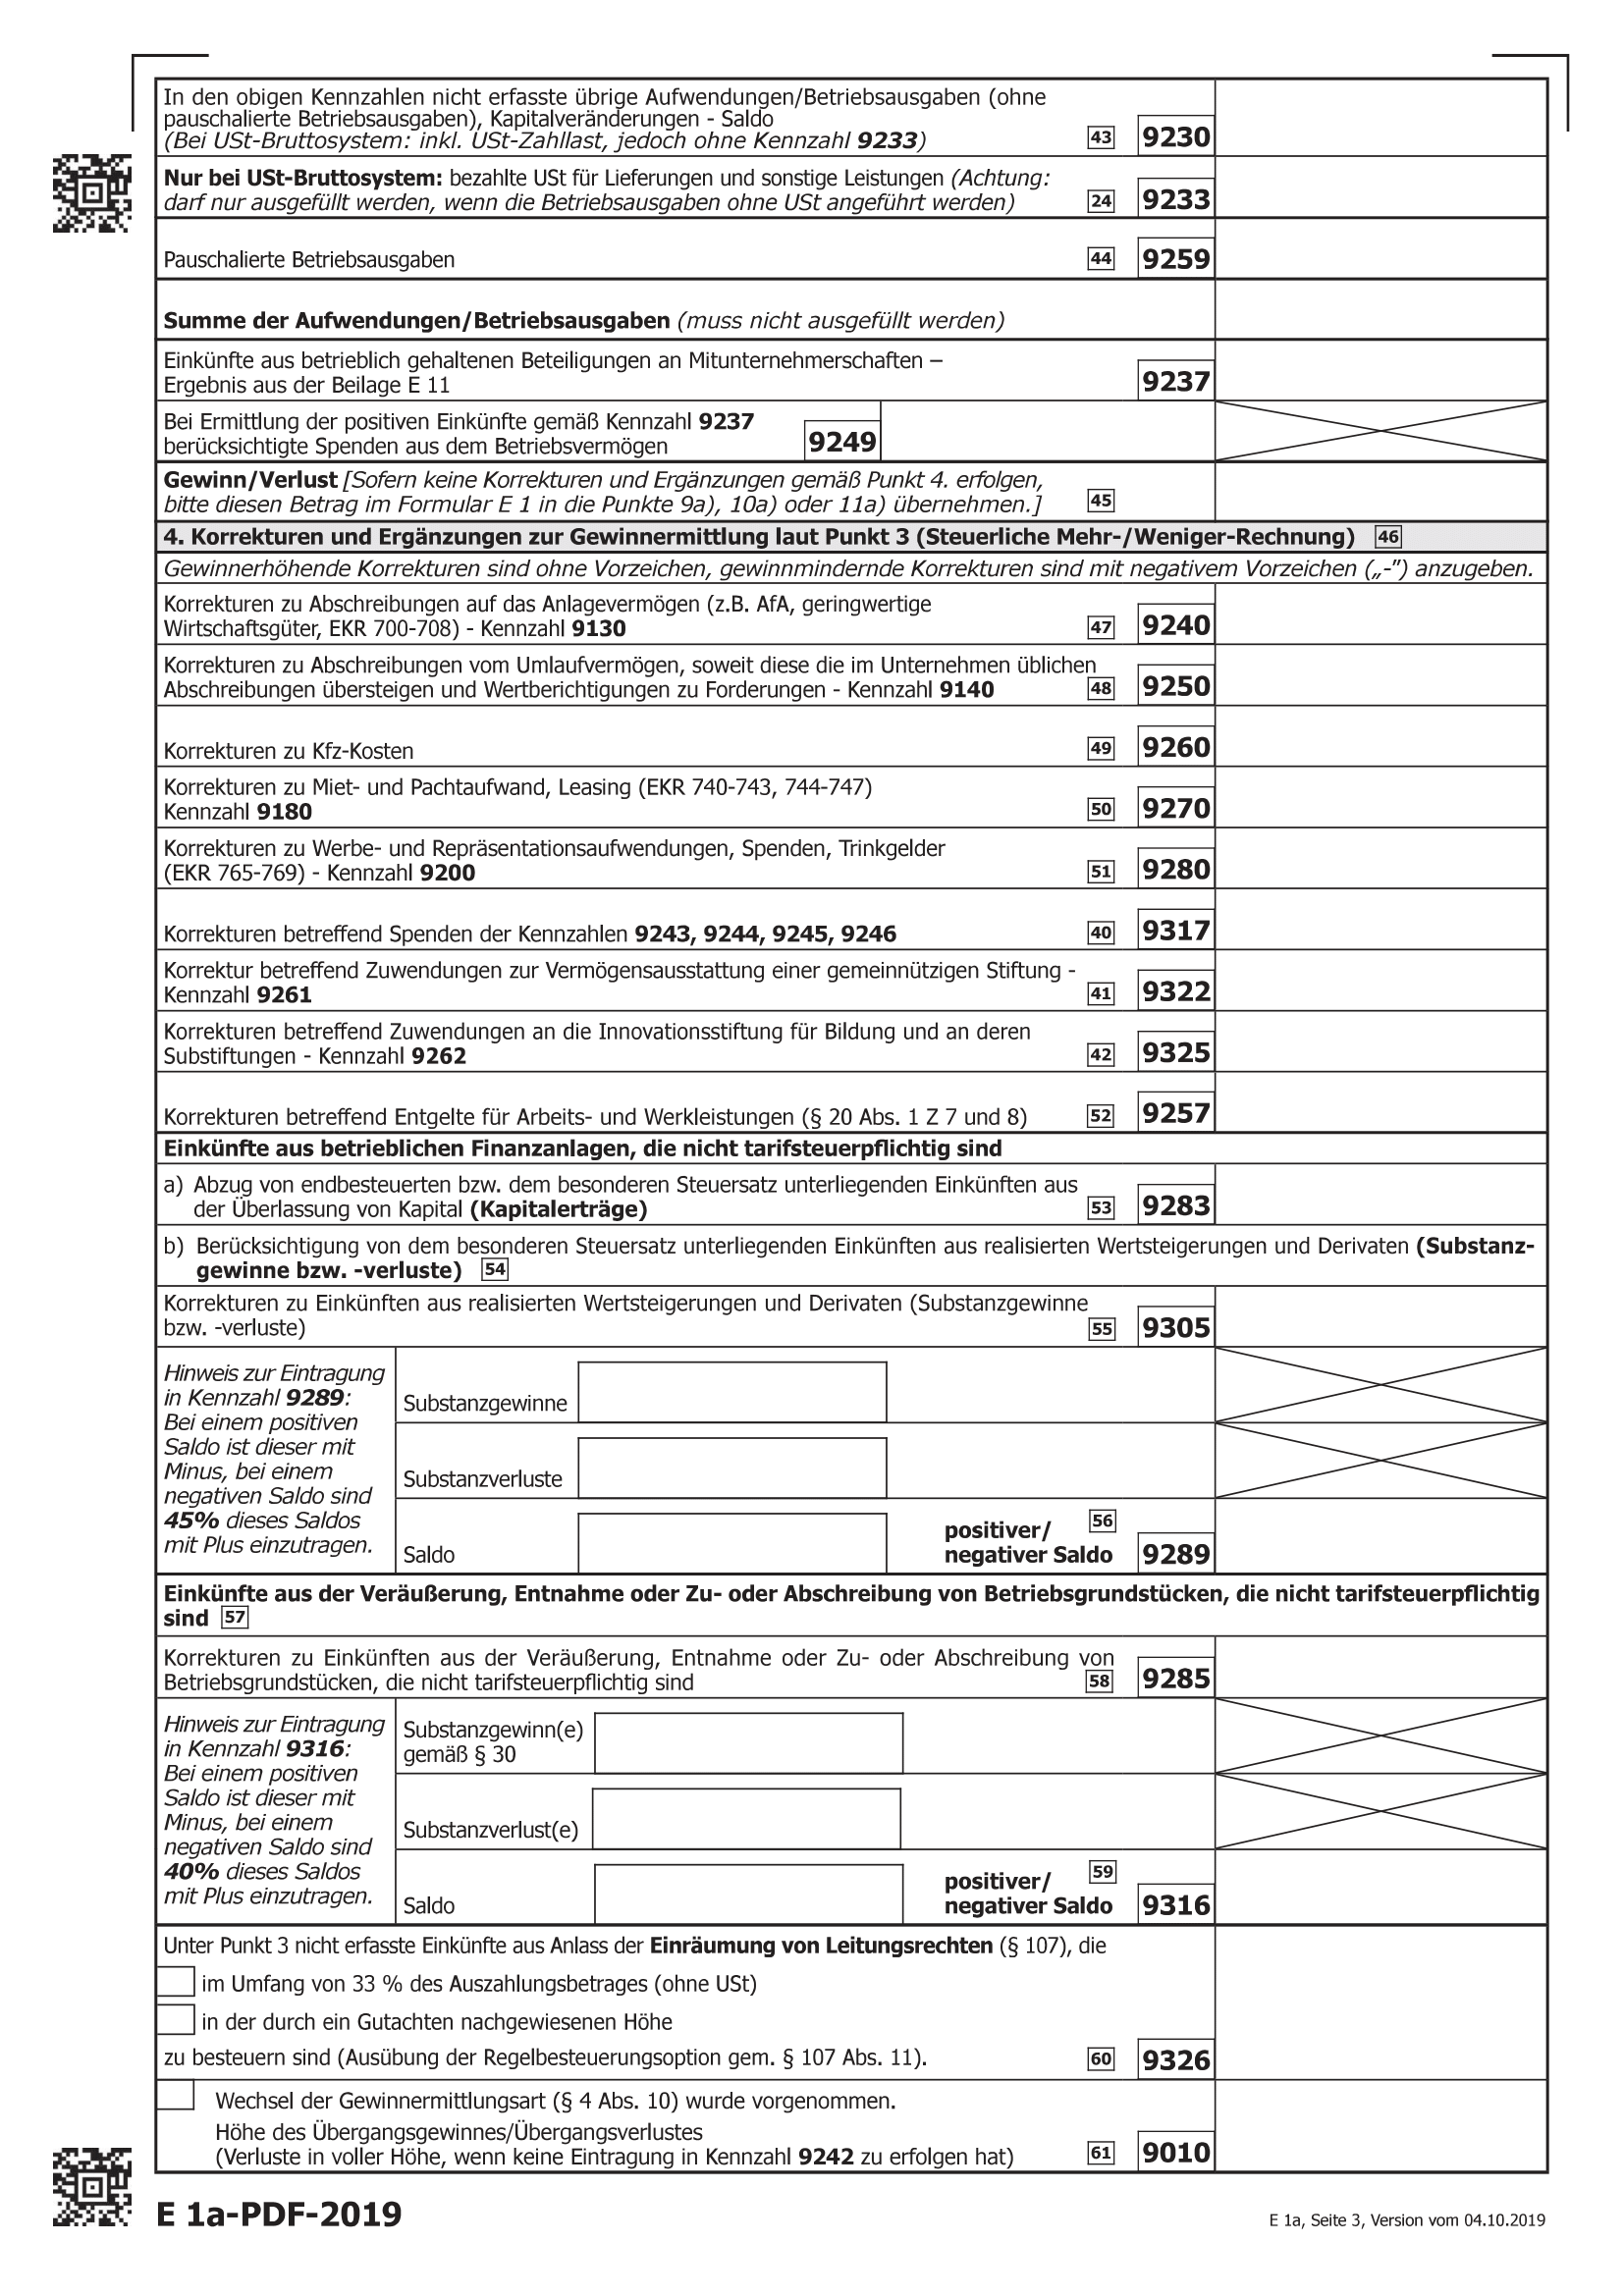 In den obigen Kennzahlen nicht erfasste übrige Aufwendungen/Betriebsausgaben (ohne
pauschalierte Betriebsausgaben), Kapitalveränderungen - Saldo
(Bei USt-Bruttosystem: inkl. USt-Zahllast, jedoch ohne Kennzahl 9233) 43 9230
Nur bei USt-Bruttosystem: bezahlte USt für Lieferungen und sonstige Leistungen (Achtung:
darf nur ausgefüllt werden, wenn die Betriebsausgaben ohne USt angeführt werden) 24 9233
Pauschalierte Betriebsausgaben 44 9259
Summe der Aufwendungen/Betriebsausgaben (muss nicht ausgefüllt werden)
Einkünfte aus betrieblich gehaltenen Beteiligungen an Mitunternehmerschaften –
Ergebnis aus der Beilage E 11 9237
Bei Ermittlung der positiven Einkünfte gemäß Kennzahl 9237
berücksichtigte Spenden aus dem Betriebsvermögen 9249
Gewinn/Verlust [Sofern keine Korrekturen und Ergänzungen gemäß Punkt 4. erfolgen,
bitte diesen Betrag im Formular E 1 in die Punkte 9a), 10a) oder 11a) übernehmen.] 45
4. Korrekturen und Ergänzungen zur Gewinnermittlung laut Punkt 3 (Steuerliche Mehr-/Weniger-Rechnung) 46
Gewinnerhöhende Korrekturen sind ohne Vorzeichen, gewinnmindernde Korrekturen sind mit negativem Vorzeichen („-”) anzugeben.
Korrekturen zu Abschreibungen auf das Anlagevermögen (z.B. AfA, geringwertige
Wirtschaftsgüter, EKR 700-708) - Kennzahl 9130 47 9240
Korrekturen zu Abschreibungen vom Umlaufvermögen, soweit diese die im Unternehmen üblichen
Abschreibungen übersteigen und Wertberichtigungen zu Forderungen - Kennzahl 9140 48 9250
Korrekturen zu Kfz-Kosten 49 9260
Korrekturen zu Miet- und Pachtaufwand, Leasing (EKR 740-743, 744-747)
Kennzahl 9180 50 9270
Korrekturen zu Werbe- und Repräsentationsaufwendungen, Spenden, Trinkgelder
(EKR 765-769) - Kennzahl 9200 51 9280
Korrekturen betreffend Spenden der Kennzahlen 9243, 9244, 9245, 9246 40 9317
Korrektur betreffend Zuwendungen zur Vermögensausstattung einer gemeinnützigen Stiftung -
Kennzahl 9261 41 9322
Korrekturen betreffend Zuwendungen an die Innovationsstiftung für Bildung und an deren
Substiftungen - Kennzahl 9262 42 9325
Korrekturen betreffend Entgelte für Arbeits- und Werkleistungen (§ 20 Abs. 1 Z 7 und 8) 52 9257
Einkünfte aus betrieblichen Finanzanlagen, die nicht tarifsteuerpflichtig sind
a) Abzug von endbesteuerten bzw. dem besonderen Steuersatz unterliegenden Einkünften aus
der Überlassung von Kapital (Kapitalerträge) 53 9283
b) Berücksichtigung von dem besonderen Steuersatz unterliegenden Einkünften aus realisierten Wertsteigerungen und Derivaten (Substanz-
gewinne bzw. -verluste) 54
Korrekturen zu Einkünften aus realisierten Wertsteigerungen und Derivaten (Substanzgewinne
bzw. -verluste) 55 9305
Hinweis zur Eintragung
in Kennzahl 9289:
Bei einem positiven
Saldo ist dieser mit
Minus, bei einem
negativen Saldo sind
45% dieses Saldos
mit Plus einzutragen.
Substanzgewinne
Substanzverluste
Saldo
positiver/ 56
negativer Saldo 9289
Einkünfte aus der Veräußerung, Entnahme oder Zu- oder Abschreibung von Betriebsgrundstücken, die nicht tarifsteuerpflichtig
sind 57
Korrekturen zu Einkünften aus der Veräußerung, Entnahme oder Zu- oder Abschreibung von
Betriebsgrundstücken, die nicht tarifsteuerpflichtig sind 58 9285
Hinweis zur Eintragung
in Kennzahl 9316:
Bei einem positiven
Saldo ist dieser mit
Minus, bei einem
negativen Saldo sind
40% dieses Saldos
mit Plus einzutragen.
Substanzgewinn(e)
gemäß § 30
Substanzverlust(e)
Saldo
positiver/ 59
negativer Saldo 9316
Unter Punkt 3 nicht erfasste Einkünfte aus Anlass der Einräumung von Leitungsrechten (§ 107), die
im Umfang von 33 % des Auszahlungsbetrages (ohne USt)
in der durch ein Gutachten nachgewiesenen Höhe
zu besteuern sind (Ausübung der Regelbesteuerungsoption gem. § 107 Abs. 11). 60 9326
Wechsel der Gewinnermittlungsart (§ 4 Abs. 10) wurde vorgenommen.
Höhe des Übergangsgewinnes/Übergangsverlustes
(Verluste in voller Höhe, wenn keine Eintragung in Kennzahl 9242 zu erfolgen hat) 61 9010
E 1a-PDF-2019
E 1a, Seite 3, Version vom 04.10.2019